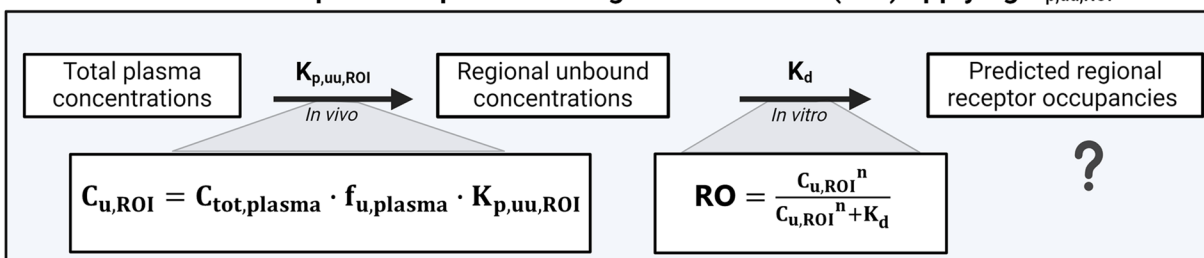 Total plasma
concentrations
K_p,uu,ROI
In vivo
Regional unbound
concentrations
K_d
In vitro
Predicted regional
receptor occupancies
?
C_u,ROI = C_tot,plasma · f_u,plasma · K_p,uu,ROI
RO = C_u,ROI^n / (C_u,ROI^n + K_d)